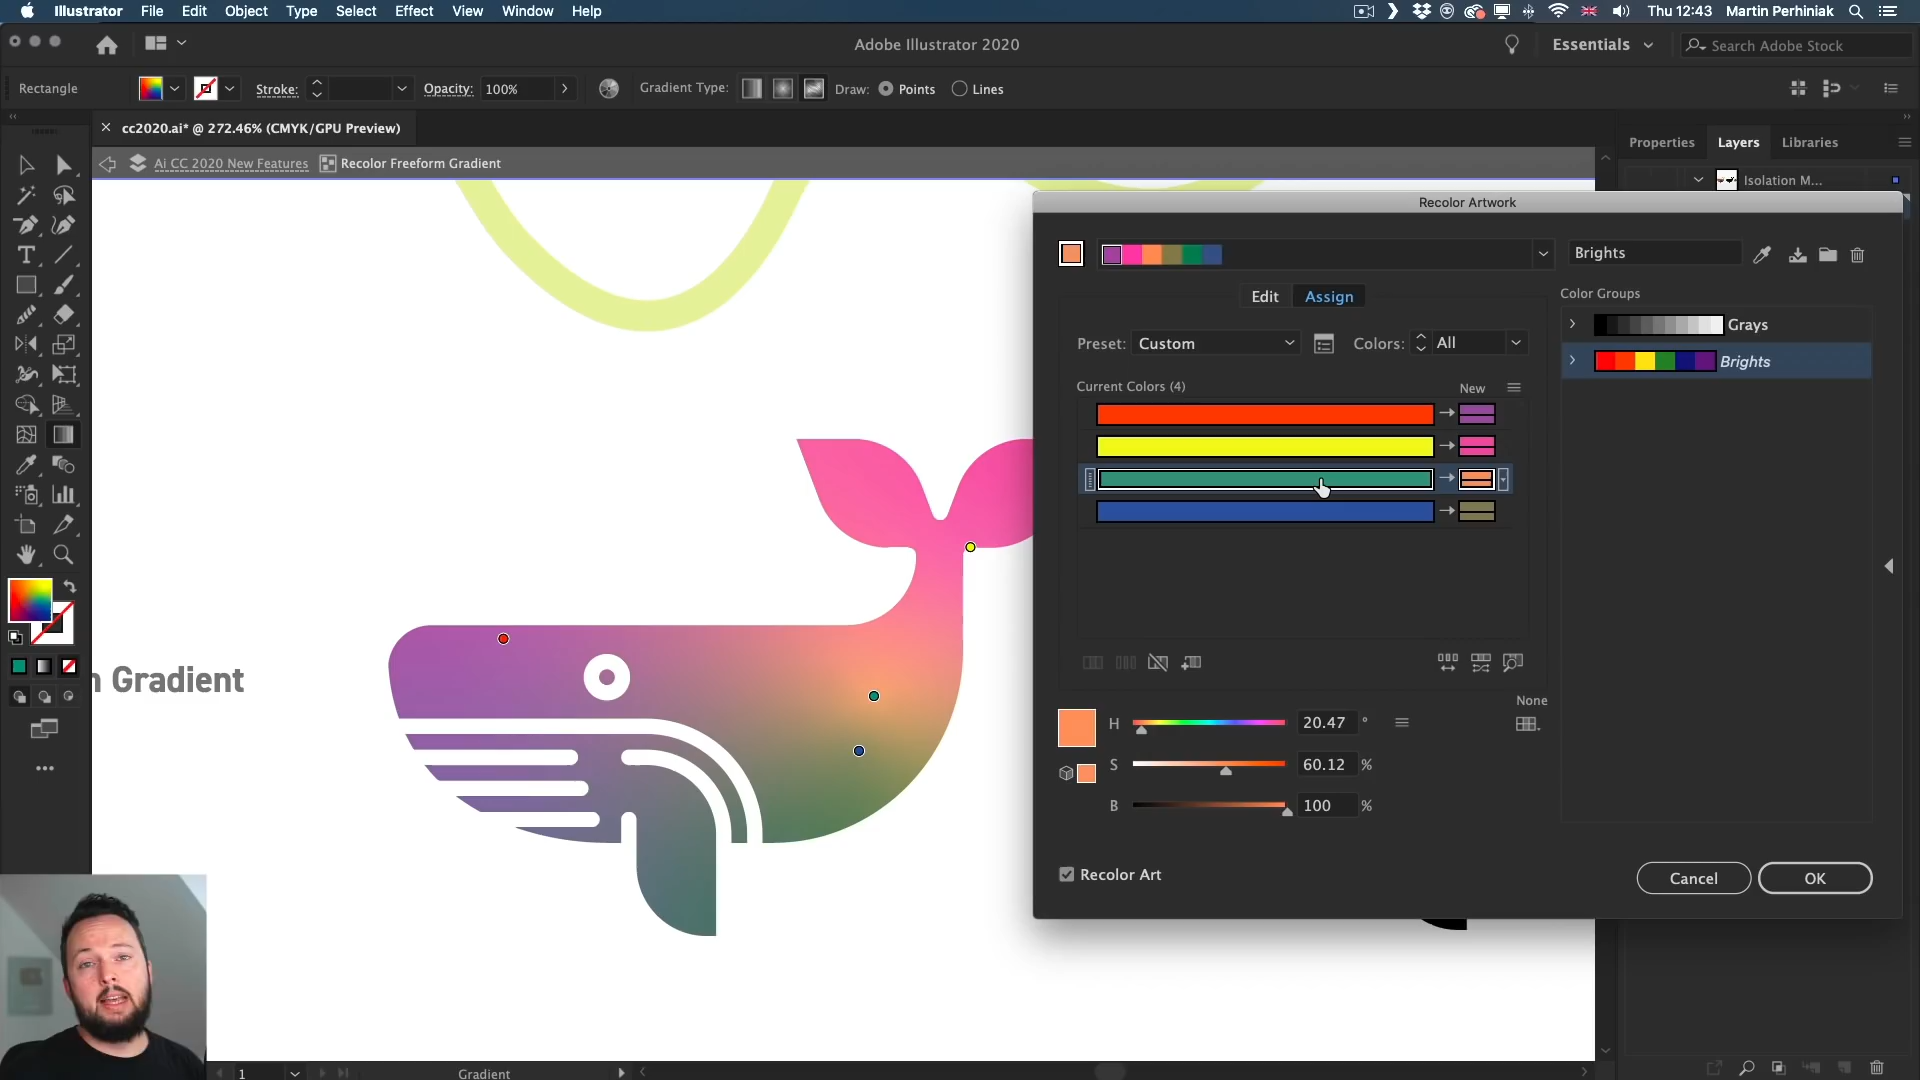 Illustrator File Edit Object Type Select Effect View Window Help Thu 12:43 Martin Perhiniak
Adobe Illustrator 2020 Essentials Search Adobe Stock
Rectangle Stroke: Opacity: 100% Gradient Type: Draw: Points Lines
× cc2020.ai* @ 272.46% (CMYK/GPU Preview)
Properties Layers Libraries
Ai CC 2020 New Features Recolor Freeform Gradient
Isolation M...
Recolor Artwork
Brights
Edit Assign
Color Groups
Preset: Custom Colors: All
Grays
Brights
Current Colors (4) New
n Gradient
None
H 20.47 °
S 60.12 %
B 100 %
Recolor Art
Cancel OK
1 Gradient